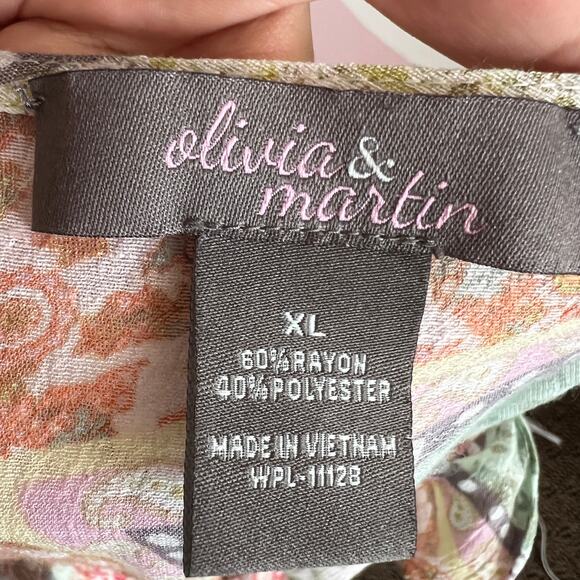 olivia &
martin
XL
60% RAYON
40% POLYESTER
MADE IN VIETNAM
WPL-11128